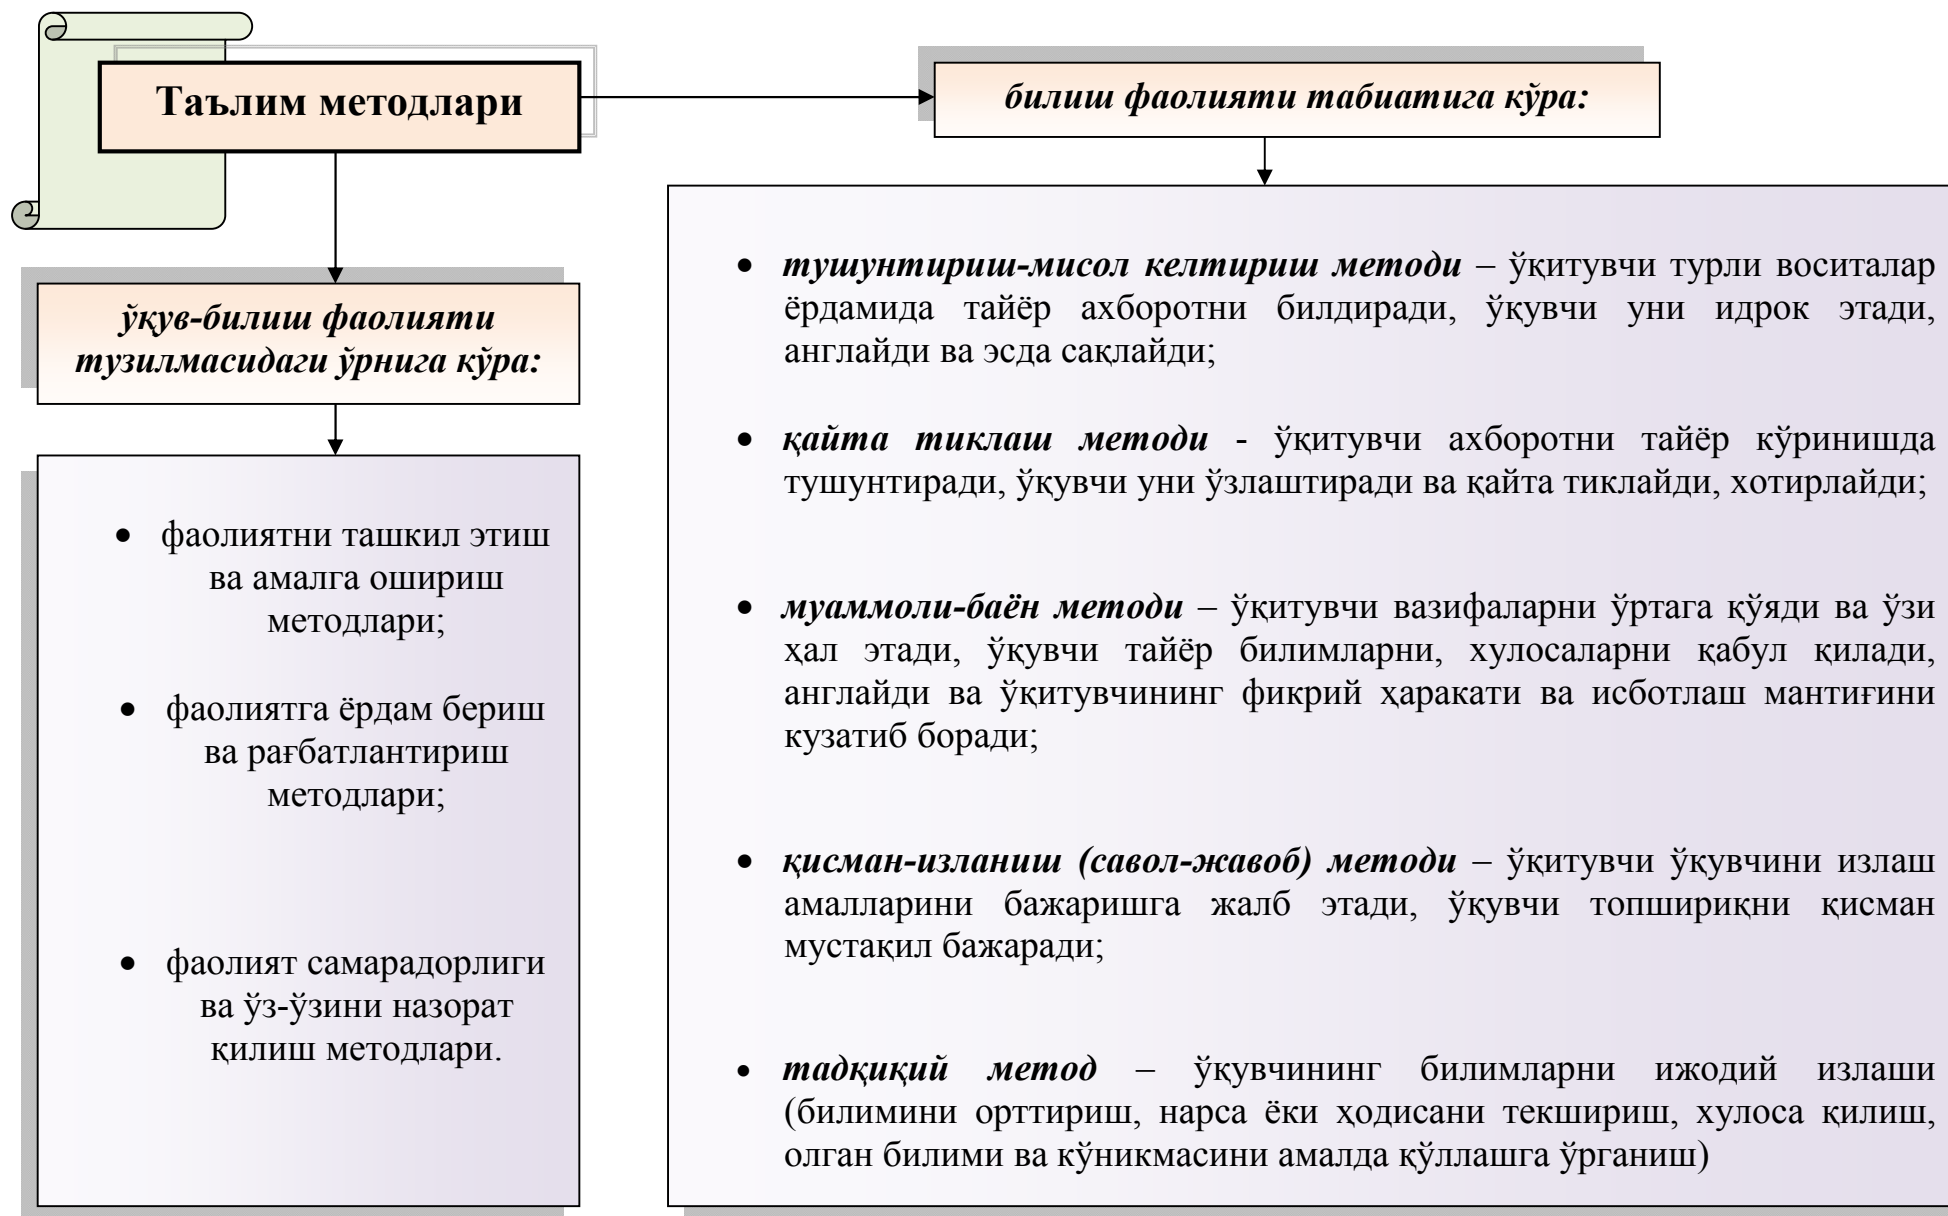 Таълим методлари
билиш фаолияти табиатига кўра:
ўқув-билиш фаолияти
тузилмасидаги ўрнига кўра:
• фаолиятни ташкил этиш
ва амалга ошириш
методлари;
• фаолиятга ёрдам бериш
ва рағбатлантириш
методлари;
• фаолият самарадорлиги
ва ўз-ўзини назорат
қилиш методлари.
• тушунтириш-мисол келтириш методи – ўқитувчи турли воситалар
ёрдамида тайёр ахборотни билдиради, ўқувчи уни идрок этади,
англайди ва эсда сақлайди;
• қайта тиклаш методи - ўқитувчи ахборотни тайёр кўринишда
тушунтиради, ўқувчи уни ўзлаштиради ва қайта тиклайди, хотирлайди;
• муаммоли-баён методи – ўқитувчи вазифаларни ўртага қўяди ва ўзи
ҳал этади, ўқувчи тайёр билимларни, хулосаларни қабул қилади,
англайди ва ўқитувчининг фикрий ҳаракати ва исботлаш мантиғини
кузатиб боради;
• қисман-изланиш (савол-жавоб) методи – ўқитувчи ўқувчини излаш
амалларини бажаришга жалб этади, ўқувчи топшириқни қисман
мустақил бажаради;
• тадқиқий метод – ўқувчининг билимларни ижодий излаши
(билимини орттириш, нарса ёки ҳодисани текшириш, хулоса қилиш,
олган билими ва кўникмасини амалда қўллашга ўрганиш)